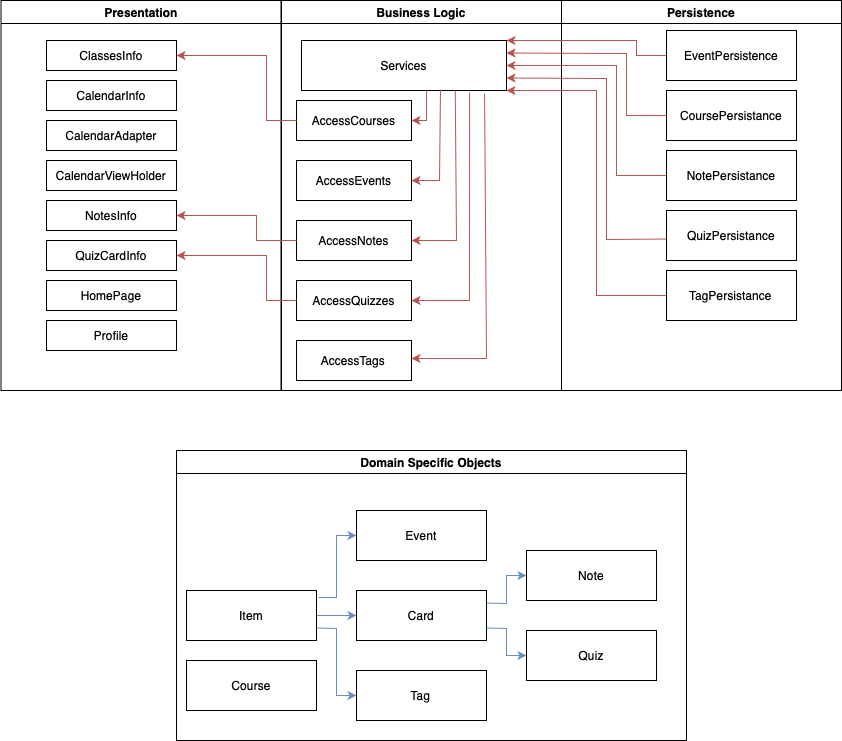 Presentation
Business Logic
Persistence
ClassesInfo
CalendarInfo
CalendarAdapter
CalendarViewHolder
NotesInfo
QuizCardInfo
HomePage
Profile
Services
AccessCourses
AccessEvents
AccessNotes
AccessQuizzes
AccessTags
EventPersistence
CoursePersistance
NotePersistance
QuizPersistance
TagPersistance
Domain Specific Objects
Event
Note
Item
Card
Quiz
Course
Tag